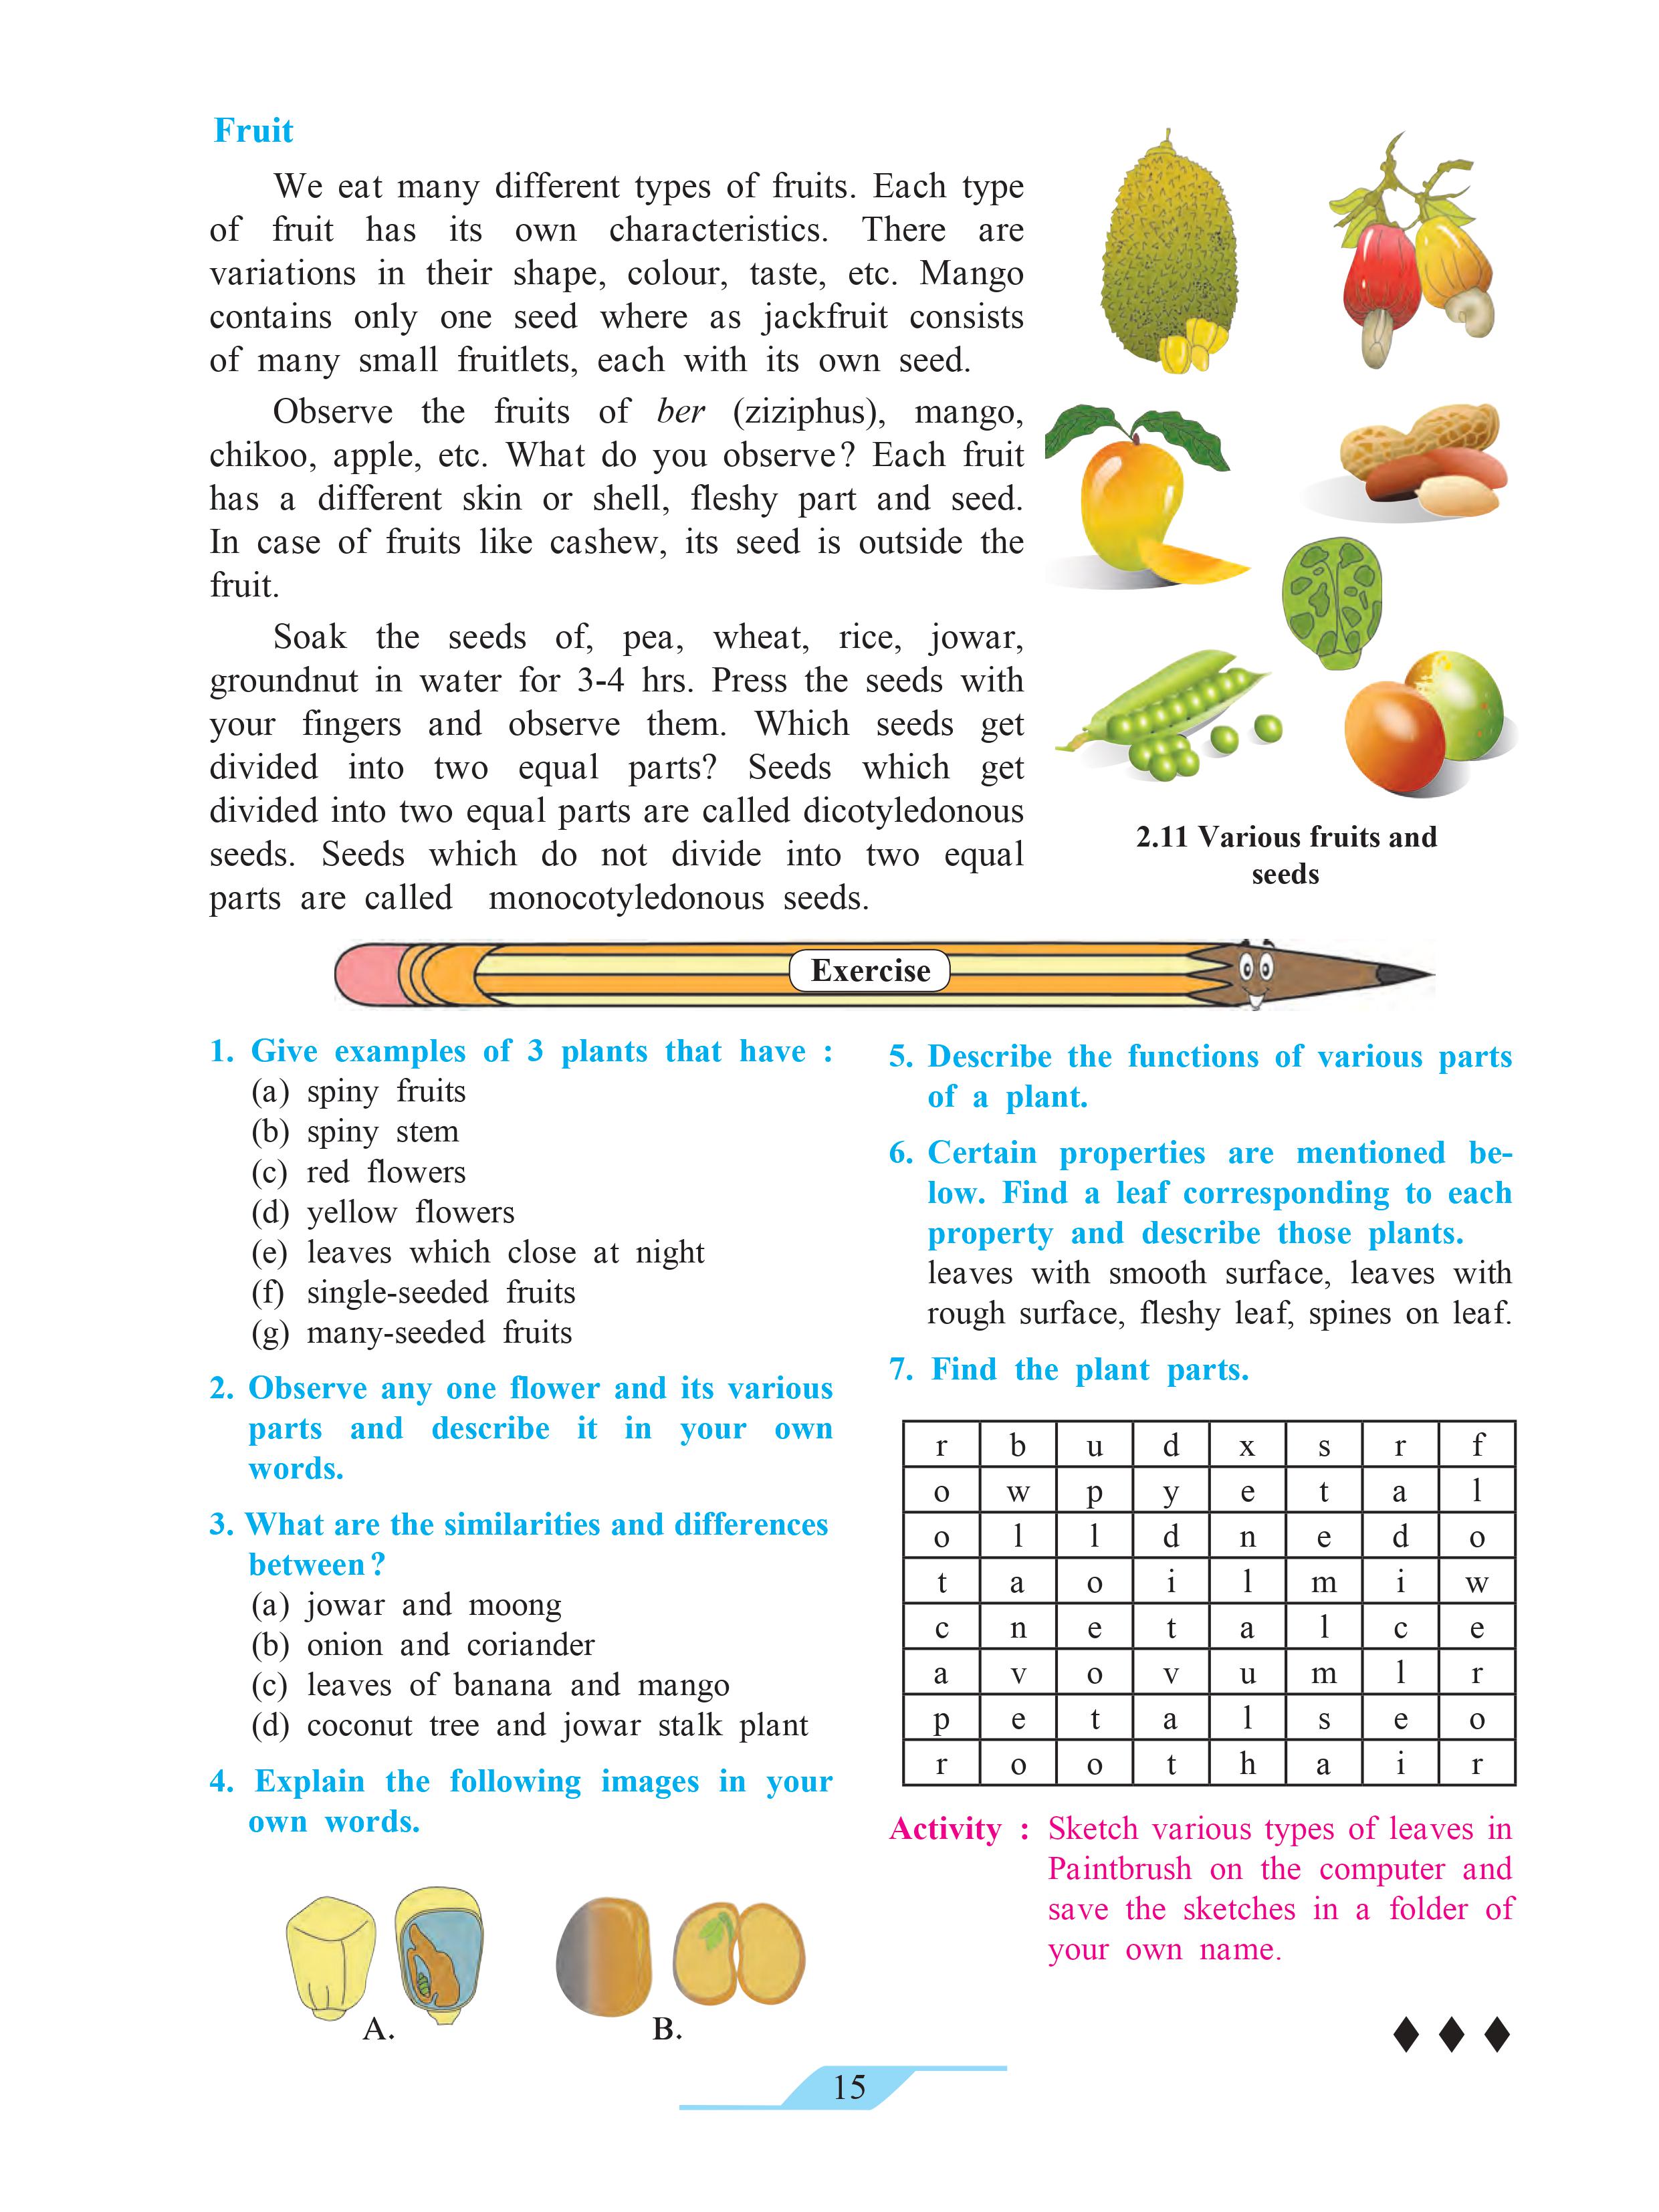 Fruit
We eat many different types of fruits. Each type
of fruit has its own characteristics. There are
variations in their shape, colour, taste, etc. Mango
contains only one seed where as jackfruit consists
of many small fruitlets, each with its own seed.
Observe the fruits of ber (ziziphus), mango,
chikoo, apple, etc. What do you observe? Each fruit
has a different skin or shell, fleshy part and seed.
In case of fruits like cashew, its seed is outside the
fruit.
Soak the seeds of, pea, wheat, rice, jowar,
groundnut in water for 3-4 hrs. Press the seeds with
your fingers and observe them. Which seeds get
divided into two equal parts? Seeds which get
divided into two equal parts are called dicotyledonous
seeds. Seeds which do not divide into two equal
parts are called monocotyledonous seeds.
2.11 Various fruits and
seeds
Exercise
1. Give examples of 3 plants that have :
(a) spiny fruits
(b) spiny stem
(c) red flowers
(d) yellow flowers
(e) leaves which close at night
(f) single-seeded fruits
(g) many-seeded fruits
2. Observe any one flower and its various
parts and describe it in your own
words.
3. What are the similarities and differences
between?
(a) jowar and moong
(b) onion and coriander
(c) leaves of banana and mango
(d) coconut tree and jowar stalk plant
4. Explain the following images in your
own words.
A. B.
5. Describe the functions of various parts
of a plant.
6. Certain properties are mentioned be-
low. Find a leaf corresponding to each
property and describe those plants.
leaves with smooth surface, leaves with
rough surface, fleshy leaf, spines on leaf.
7. Find the plant parts.
r b u d x s r f
o w p y e t a l
o l l d n e d o
t a o i l m i w
c n e t a l c e
a v o v u m l r
p e t a l s e o
r o o t h a i r
Activity : Sketch various types of leaves in
Paintbrush on the computer and
save the sketches in a folder of
your own name.
15